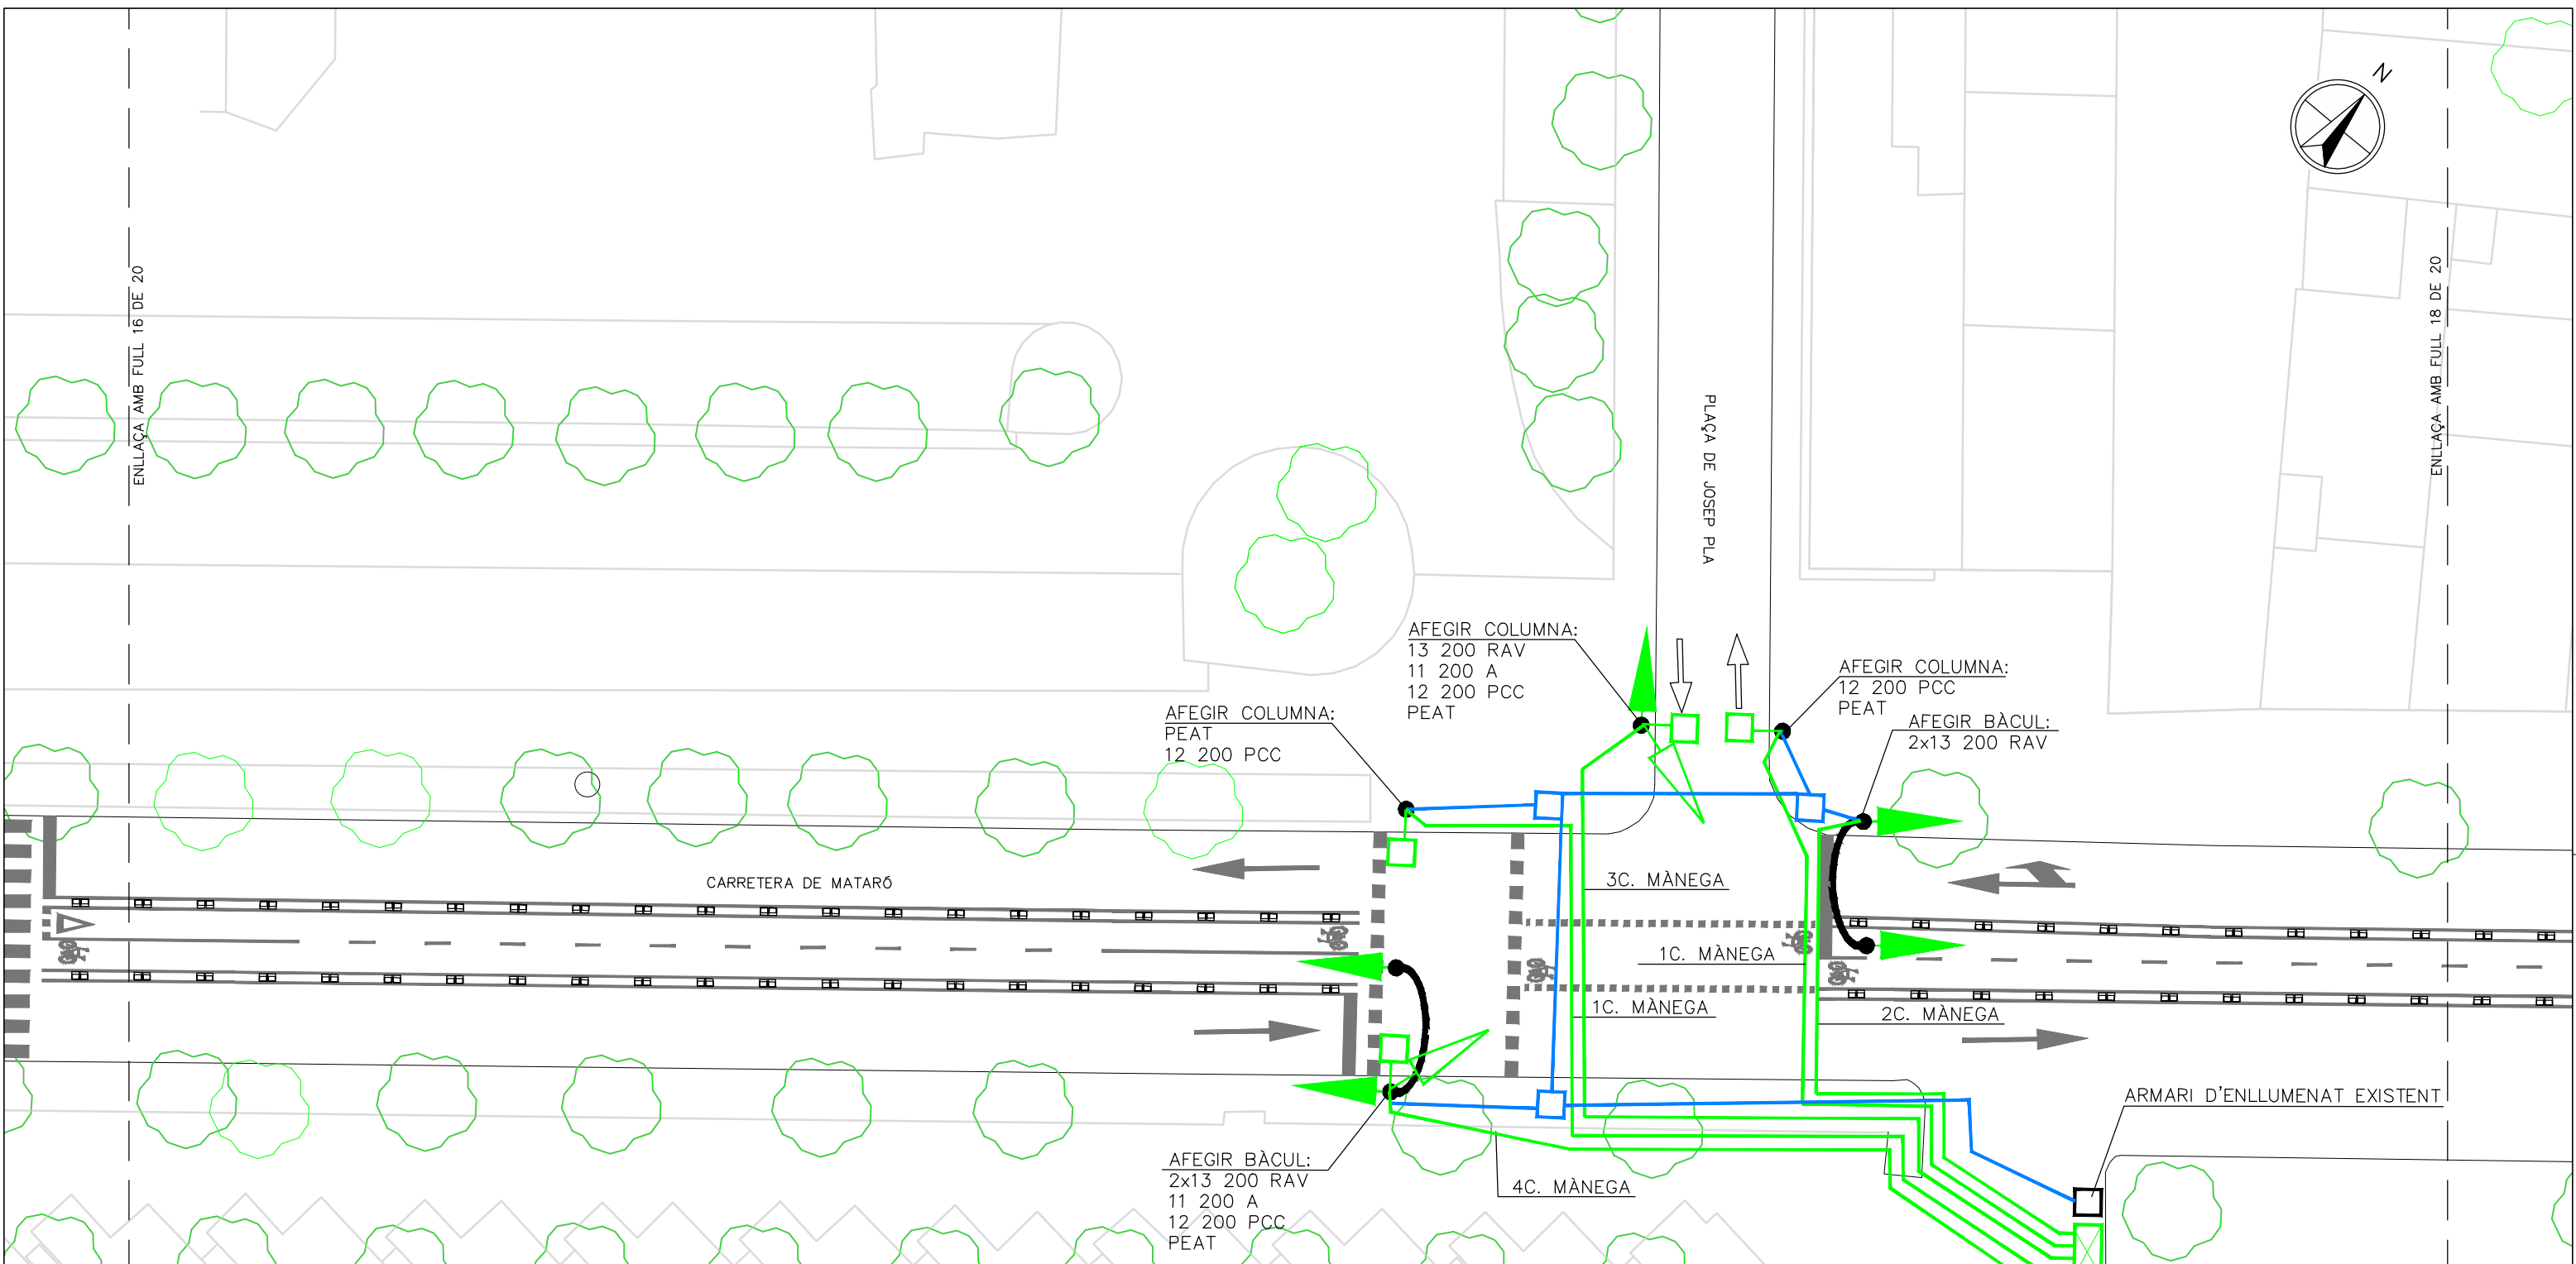 N
ENLLAÇA AMB FULL 16 DE 20
ENLLAÇA AMB FULL 18 DE 20
PLAÇA DE JOSEP PLA
AFEGIR COLUMNA:
13 200 RAV
11 200 A
12 200 PCC
PEAT
AFEGIR COLUMNA:
12 200 PCC
PEAT
AFEGIR COLUMNA:
PEAT
12 200 PCC
AFEGIR BÀCUL:
2x13 200 RAV
CARRETERA DE MATARÓ
3C. MÀNEGA
1C. MÀNEGA
1C. MÀNEGA
2C. MÀNEGA
ARMARI D'ENLLUMENAT EXISTENT
AFEGIR BÀCUL:
2x13 200 RAV
11 200 A
12 200 PCC
PEAT
4C. MÀNEGA